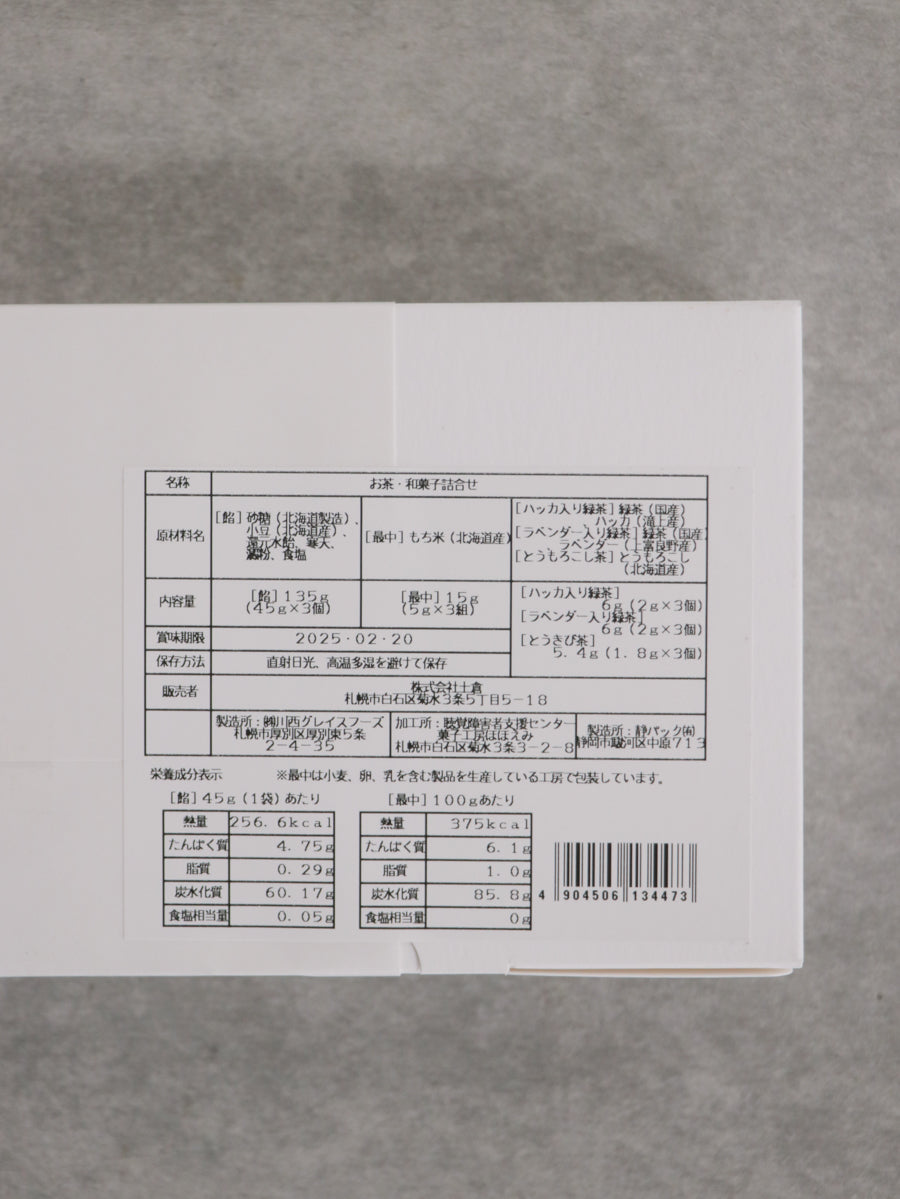 名称
お茶・和菓子詰合せ
原材料名
[餡] 砂糖（北海道製造）、
小豆（北海道産）、
還元水飴、寒天、
澱粉、食塩
[最中] もち米（北海道産）
[ハッカ入り緑茶] 緑茶（国産）
、ハッカ（滝上産）
[ラベンダー入り緑茶] 緑茶（国産）
ラベンダー（上富良野産）
[とうもろこし茶] とうもろこし
（北海道産）
内容量
[餡] 135g
（45g×3個）
[最中] 15g
（5g×3組）
[ハッカ入り緑茶]
6g（2g×3個）
[ラベンダー入り緑茶]
6g（2g×3個）
[とうきび茶]
5.4g（1.8g×3個）
賞味期限
2025・02・20
保存方法
直射日光、高温多湿を避けて保存
販売者
株式会社士倉
札幌市白石区菊水3条5丁目5－18
製造所：㈱川西グレイスフーズ
札幌市厚別区厚別東5条
2－4－35
加工所：聴覚障害者支援センター
菓子工房ほほえみ
札幌市白石区菊水3条3－2－8
製造所：静パック㈲
静岡市駿河区中原713
栄養成分表示
※最中は小麦、卵、乳を含む製品を生産している工房で包装しています。
[餡] 45g（1袋）あたり
熱量 256.6kcal
たんぱく質 4.75g
脂質 0.29g
炭水化質 60.17g
食塩相当量 0.05g
[最中] 100gあたり
熱量 375kcal
たんぱく質 6.1g
脂質 1.0g
炭水化質 85.8g
食塩相当量 0g
4 904506 134473